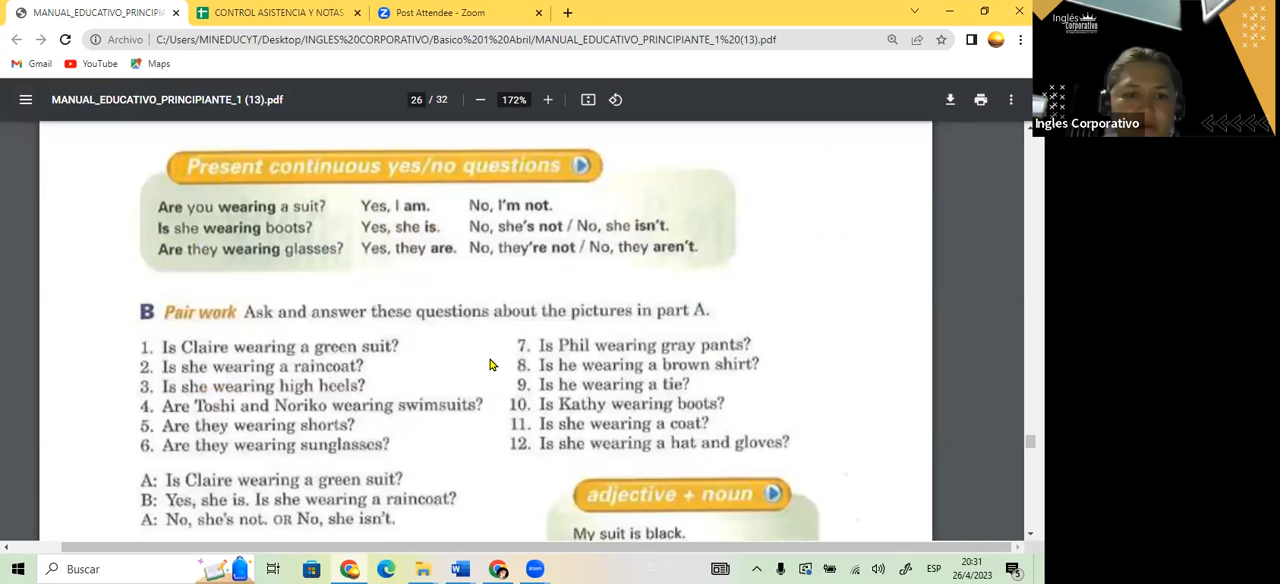 MANUAL_EDUCATIVO_PRINCIPIA
CONTROL ASISTENCIA Y NOTAS
Post Attendee - Zoom
Archivo
C:/Users/MINEDUCYT/Desktop/INGLES%20CORPORATIVO/Basico%201%20Abril/MANUAL_EDUCATIVO_PRINCIPIANTE_1%20(13).pdf
Gmail
YouTube
Maps
MANUAL_EDUCATIVO_PRINCIPIANTE_1 (13).pdf
26 / 32
172%
Present continuous yes/no questions
Are you wearing a suit? Yes, I am. No, I'm not.
Is she wearing boots? Yes, she is. No, she's not / No, she isn't.
Are they wearing glasses? Yes, they are. No, they're not / No, they aren't.
B Pair work Ask and answer these questions about the pictures in part A.
1. Is Claire wearing a green suit?
2. Is she wearing a raincoat?
3. Is she wearing high heels?
4. Are Toshi and Noriko wearing swimsuits?
5. Are they wearing shorts?
6. Are they wearing sunglasses?
7. Is Phil wearing gray pants?
8. Is he wearing a brown shirt?
9. Is he wearing a tie?
10. Is Kathy wearing boots?
11. Is she wearing a coat?
12. Is she wearing a hat and gloves?
A: Is Claire wearing a green suit?
B: Yes, she is. Is she wearing a raincoat?
A: No, she's not. OR No, she isn't.
adjective + noun
My suit is black.
Inglés
Corporativo
Ingles Corporativo
Buscar
ESP
20:31
26/4/2023
5